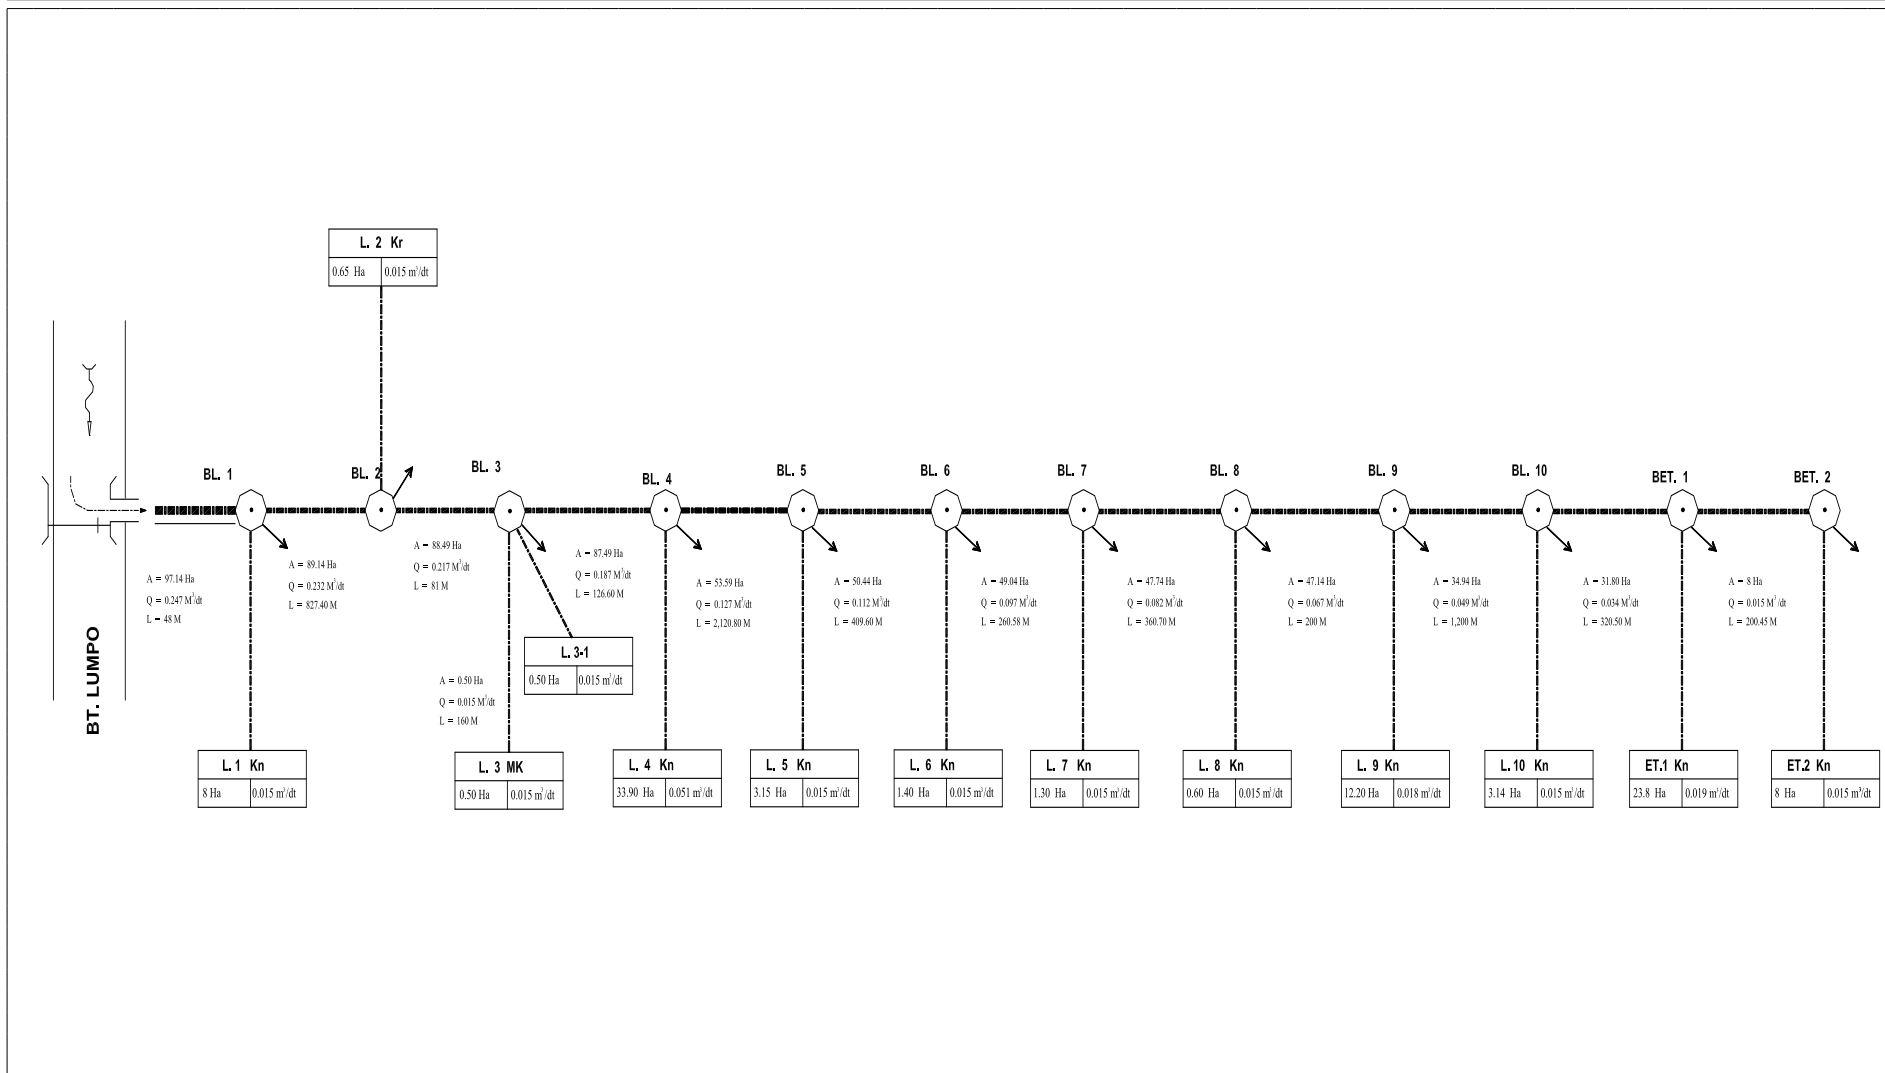 L. 2 Kr
0.65 Ha 0.015 m³/dt
BL. 1
BL. 2
BL. 3
BL. 4
BL. 5
BL. 6
BL. 7
BL. 8
BL. 9
BL. 10
BET. 1
BET. 2
A = 97.14 Ha
Q = 0.247 M³/dt
L = 48 M
A = 89.14 Ha
Q = 0.232 M³/dt
L = 827.40 M
A = 88.49 Ha
Q = 0.217 M³/dt
L = 81 M
A = 87.49 Ha
Q = 0.187 M³/dt
L = 126.60 M
A = 53.59 Ha
Q = 0.127 M³/dt
L = 2,120.80 M
A = 50.44 Ha
Q = 0.112 M³/dt
L = 409.60 M
A = 49.04 Ha
Q = 0.097 M³/dt
L = 260.58 M
A = 47.74 Ha
Q = 0.082 M³/dt
L = 360.70 M
A = 47.14 Ha
Q = 0.067 M³/dt
L = 200 M
A = 34.94 Ha
Q = 0.049 M³/dt
L = 1,200 M
A = 31.80 Ha
Q = 0.034 M³/dt
L = 320.50 M
A = 8 Ha
Q = 0.015 M³/dt
L = 200.45 M
BT. LUMPO
L. 3-1
0.50 Ha 0.015 m³/dt
A = 0.50 Ha
Q = 0.015 M³/dt
L = 160 M
L. 1 Kn
8 Ha 0.015 m³/dt
L. 3 MK
0.50 Ha 0.015 m³/dt
L. 4 Kn
33.90 Ha 0.051 m³/dt
L. 5 Kn
3.15 Ha 0.015 m³/dt
L. 6 Kn
1.40 Ha 0.015 m³/dt
L. 7 Kn
1.30 Ha 0.015 m³/dt
L. 8 Kn
0.60 Ha 0.015 m³/dt
L. 9 Kn
12.20 Ha 0.018 m³/dt
L. 10 Kn
3.14 Ha 0.015 m³/dt
ET.1 Kn
23.8 Ha 0.019 m³/dt
ET.2 Kn
8 Ha 0.015 m³/dt